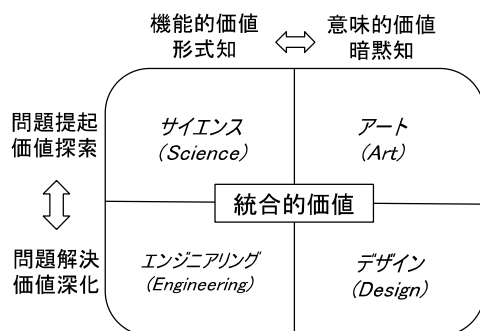 機能的価値
形式知
意味的価値
暗黙知
問題提起
価値探索
サイエンス
(Science)
アート
(Art)
統合的価値
問題解決
価値深化
エンジニアリング
(Engineering)
デザイン
(Design)